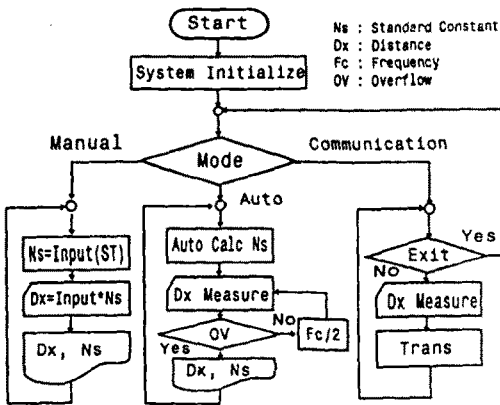 Start
Ns : Standard Constant
Dx : Distance
Fc : Frequency
OV : Overflow
System Initialize
Manual
Communication
Mode
Auto
Ns=Input(ST)
Dx=Input*Ns
Dx, Ns
Auto Calc Ns
Dx Measure
OV
No
Yes
Fc/2
Dx, Ns
Exit
Yes
No
Dx Measure
Trans